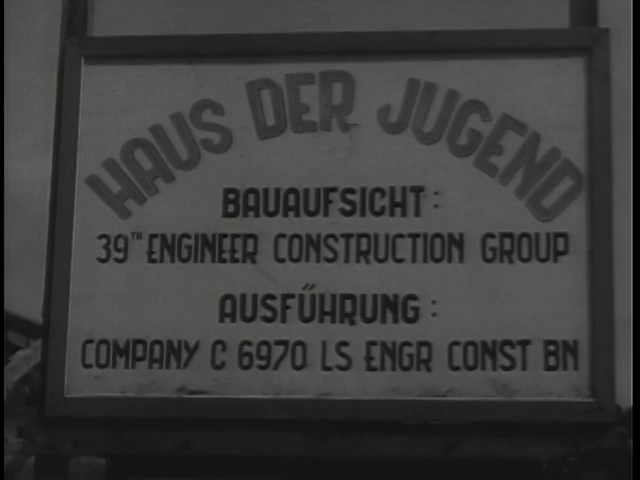 HAUS DER JUGEND
BAUAUFSICHT:
39TH ENGINEER CONSTRUCTION GROUP
AUSFÜHRUNG:
COMPANY C 6970 LS ENGR CONST BN